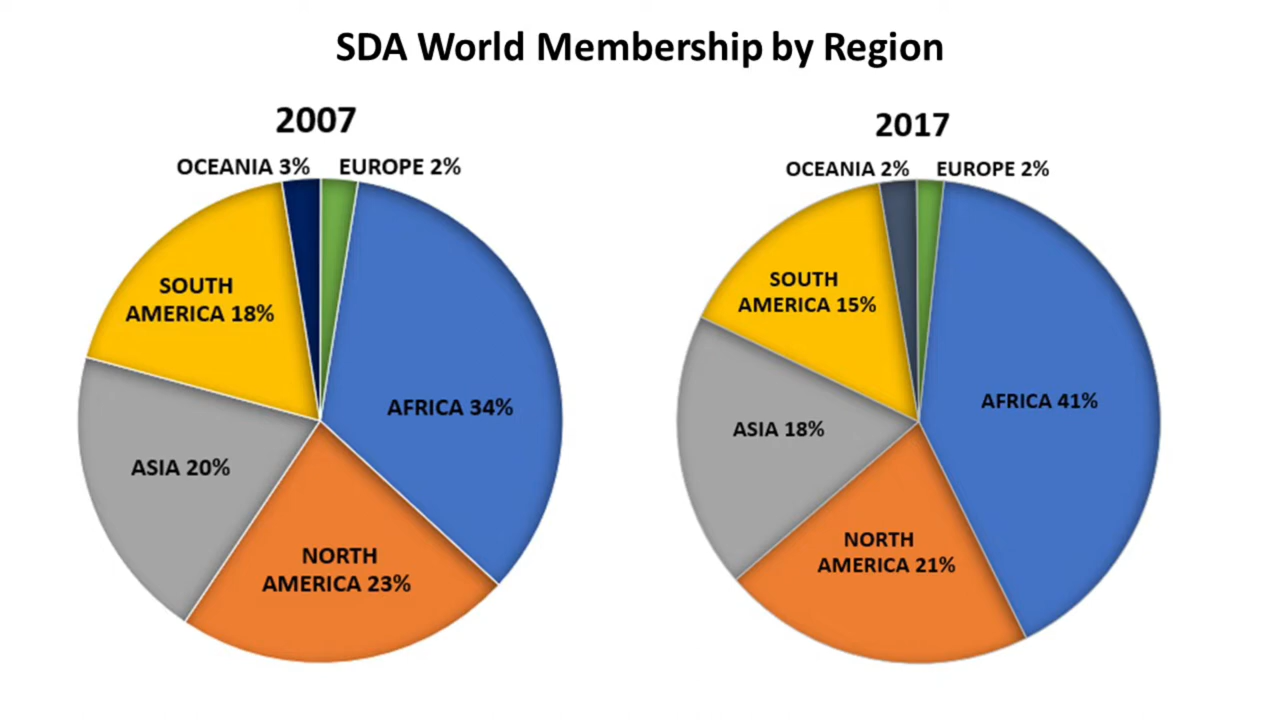 SDA World Membership by Region
2007
OCEANIA 3%
EUROPE 2%
SOUTH
AMERICA 18%
AFRICA 34%
ASIA 20%
NORTH
AMERICA 23%
2017
OCEANIA 2%
EUROPE 2%
SOUTH
AMERICA 15%
AFRICA 41%
ASIA 18%
NORTH
AMERICA 21%